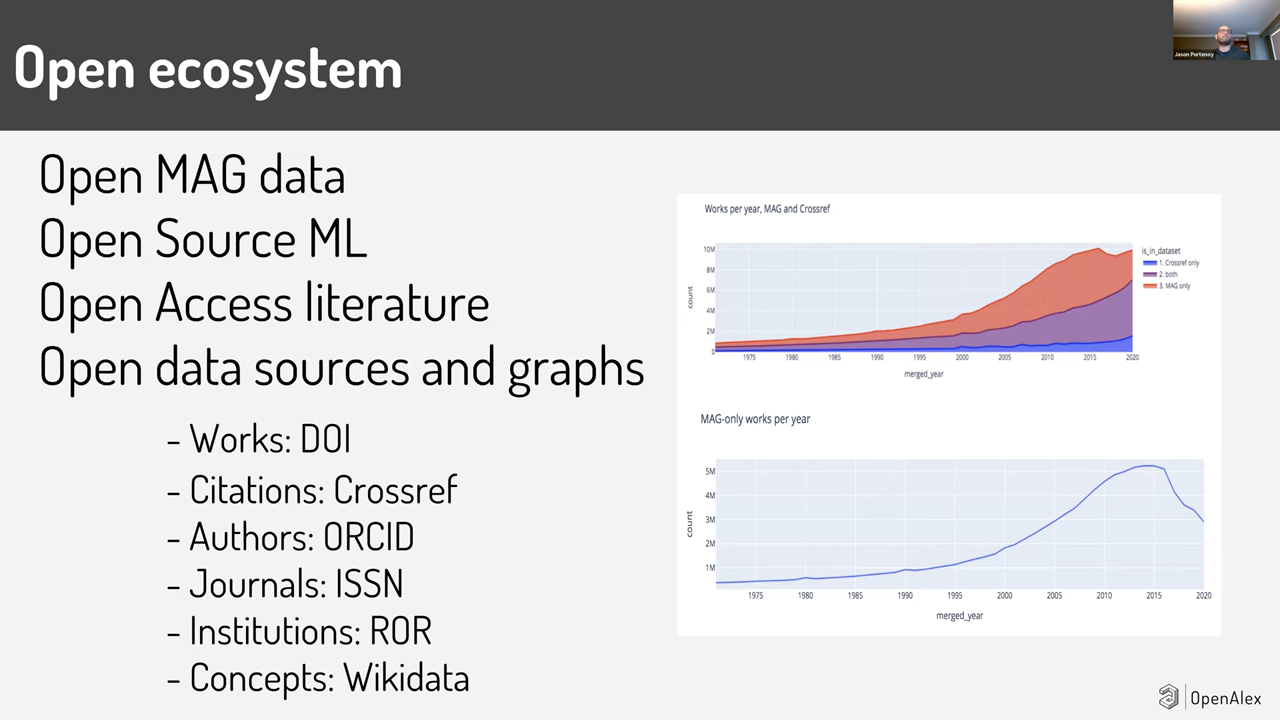 Open ecosystem
Jason Portenoy
Open MAG data
Open Source ML
Open Access literature
Open data sources and graphs
- Works: DOI
- Citations: Crossref
- Authors: ORCID
- Journals: ISSN
- Institutions: ROR
- Concepts: Wikidata
Works per year, MAG and Crossref
is_in_dataset
1. Crossref only
2. both
3. MAG only
count
10M
8M
6M
4M
2M
0
1975 1980 1985 1990 1995 2000 2005 2010 2015 2020
merged_year
MAG-only works per year
count
5M
4M
3M
2M
1M
1975 1980 1985 1990 1995 2000 2005 2010 2015 2020
merged_year
OpenAlex